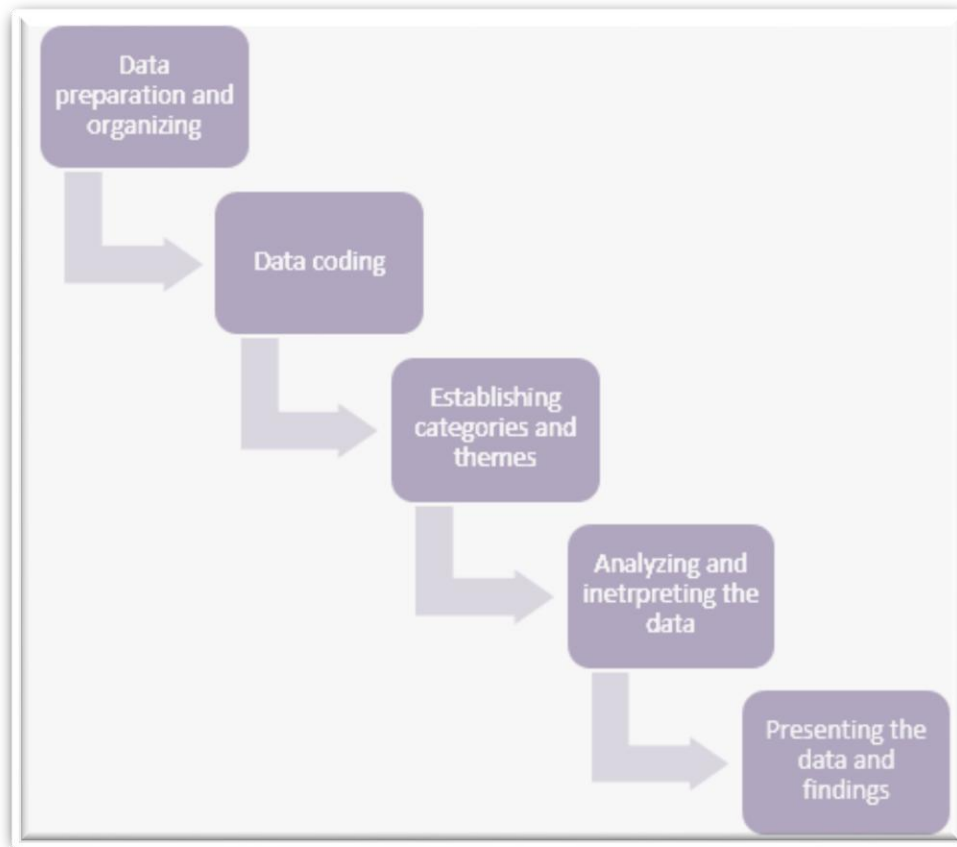 Data
preparation and
organizing
Data coding
Establishing
categories and
themes
Analyzing and
inetrpreting the
data
Presenting the
data and
findings